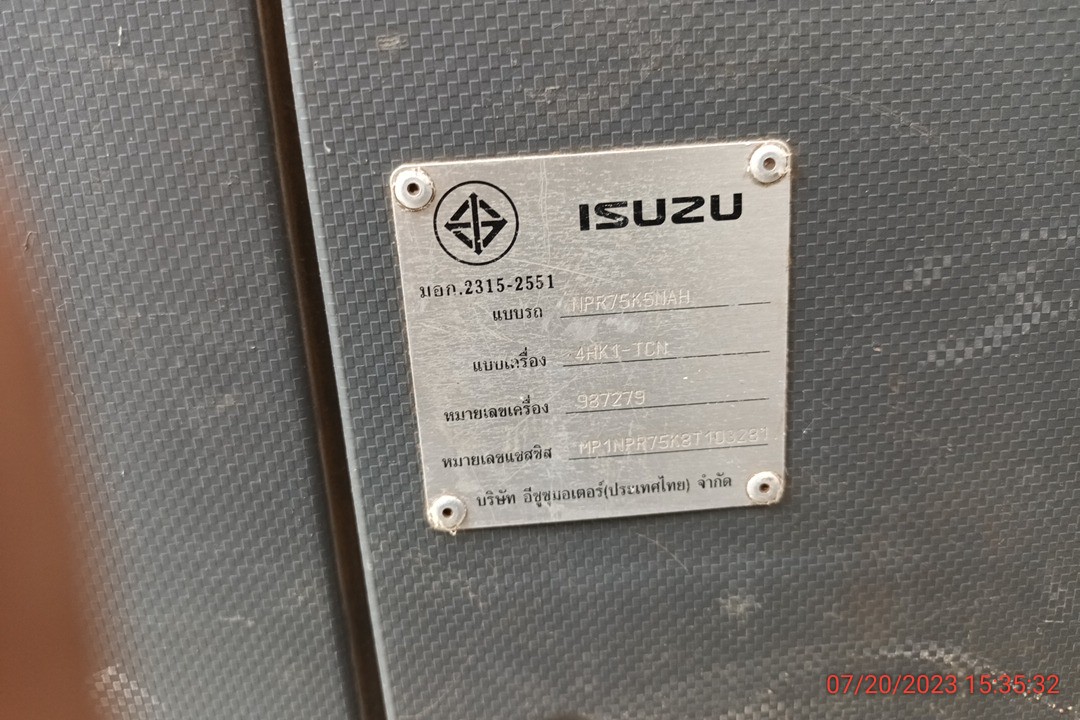 ISUZU
มอก.2315-2551
แบบรถ NPR75K5NAH
แบบเครื่อง 4HK1-TCN
หมายเลขเครื่อง 987279
หมายเลขแชสซิส
บริษัท อีซูซุมอเตอร์(ประเทศไทย) จำกัด
07/20/2023 15:35:32